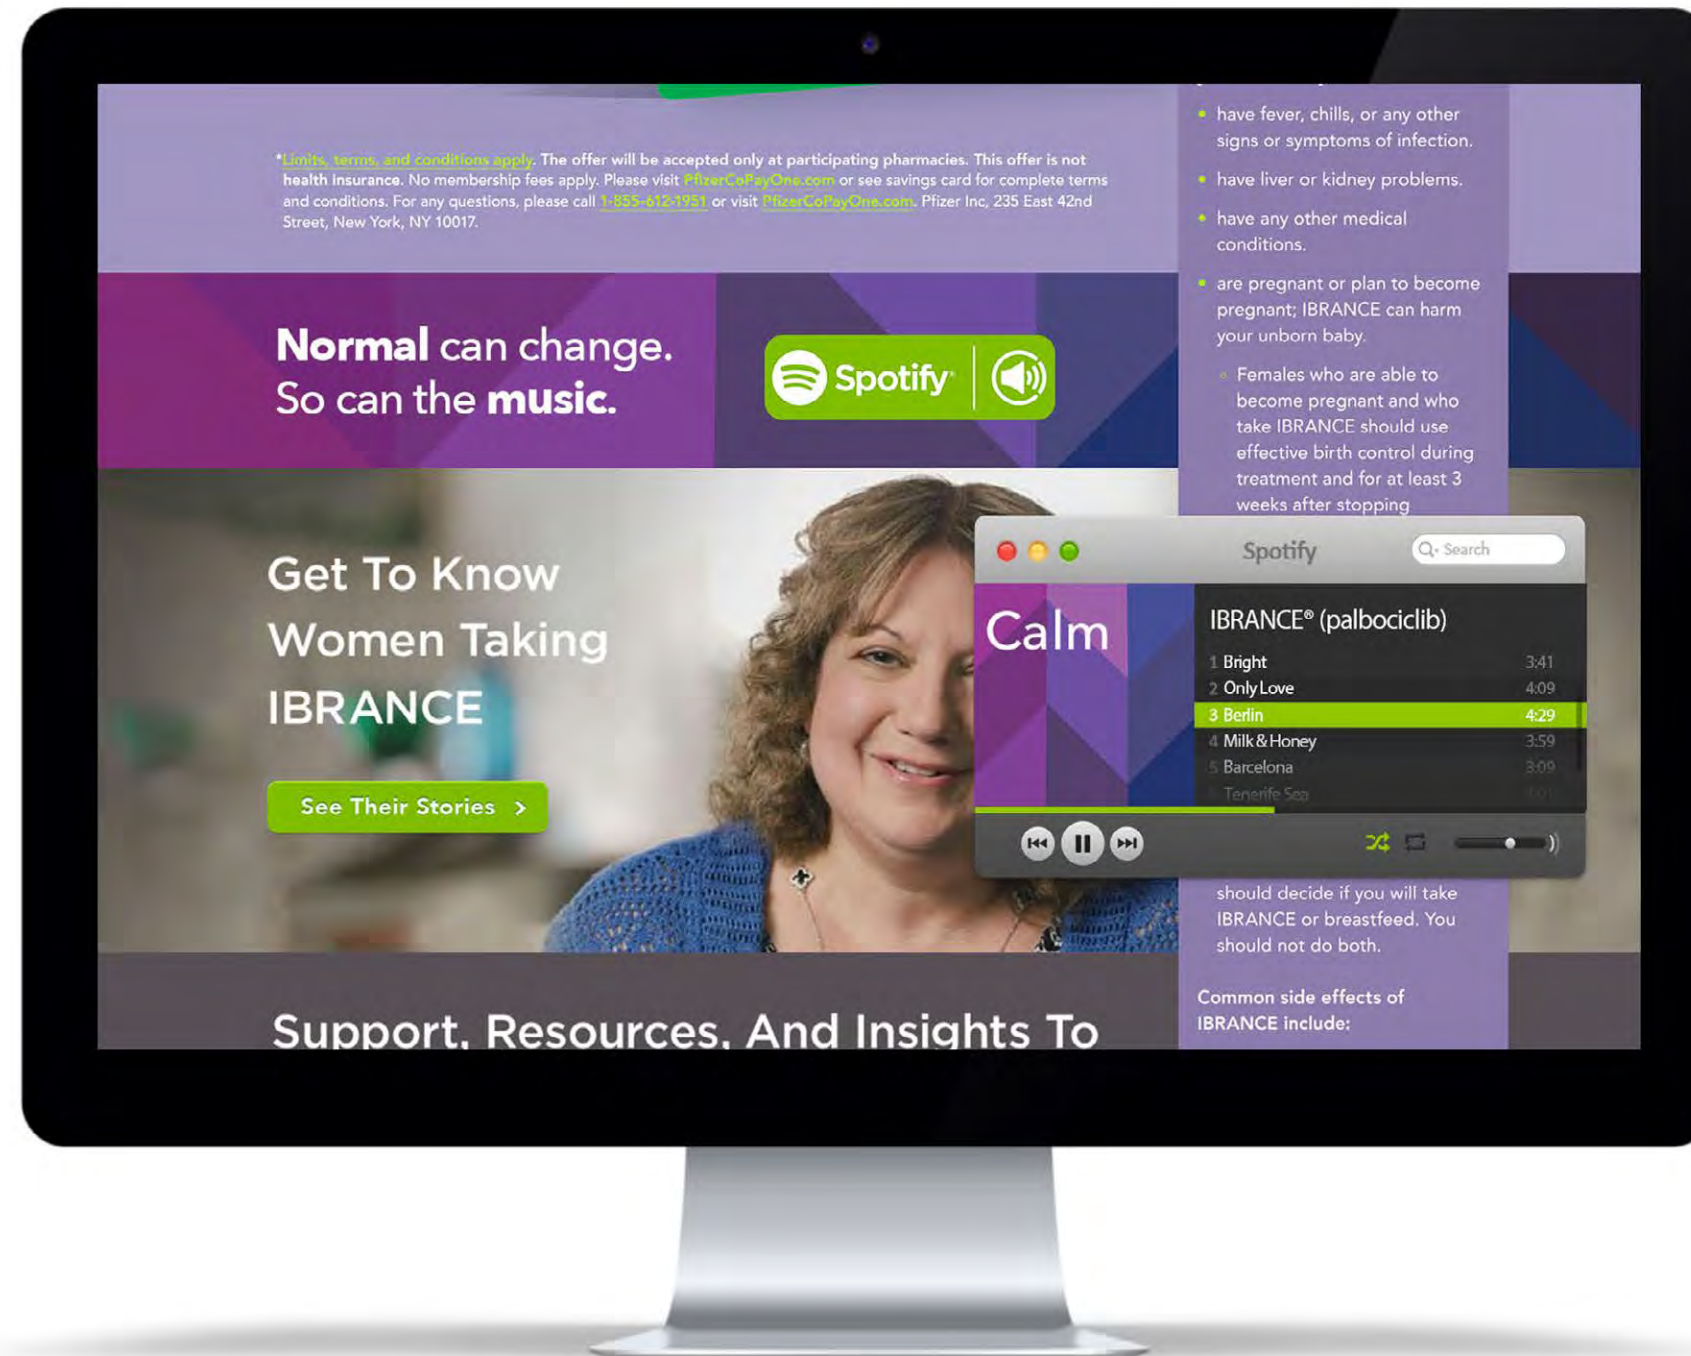 *Limits, terms, and conditions apply. The offer will be accepted only at participating pharmacies. This offer is not
health insurance. No membership fees apply. Please visit PfizerCoPayOne.com or see savings card for complete terms
and conditions. For any questions, please call 1-855-612-1951 or visit PfizerCoPayOne.com. Pfizer Inc, 235 East 42nd
Street, New York, NY 10017.
Normal can change.
So can the music.
Spotify®
Get To Know
Women Taking
IBRANCE
See Their Stories >
Support, Resources, And Insights To
• have fever, chills, or any other
signs or symptoms of infection.
• have liver or kidney problems.
• have any other medical
conditions.
• are pregnant or plan to become
pregnant; IBRANCE can harm
your unborn baby.
◦ Females who are able to
become pregnant and who
take IBRANCE should use
effective birth control during
treatment and for at least 3
weeks after stopping
Spotify
Search
Calm
IBRANCE® (palbociclib)
1 Bright 3:41
2 Only Love 4:09
3 Berlin 4:29
4 Milk & Honey 3:59
5 Barcelona 3:09
Tenerife Sea
should decide if you will take
IBRANCE or breastfeed. You
should not do both.
Common side effects of
IBRANCE include: